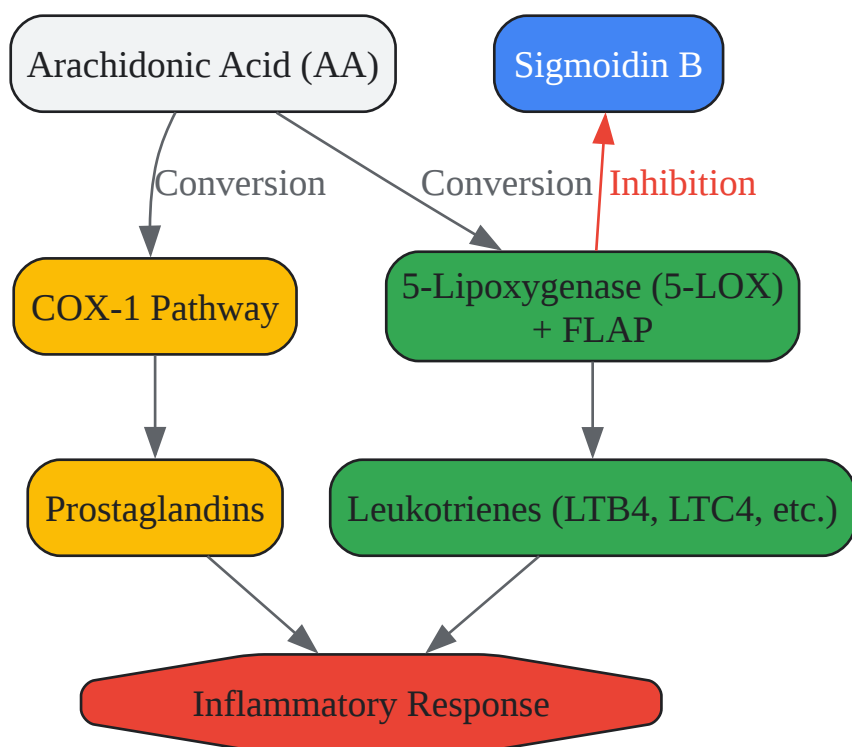 Arachidonic Acid (AA)
Sigmoidin B
Conversion
Conversion
Inhibition
COX-1 Pathway
5-Lipoxygenase (5-LOX)
+ FLAP
Prostaglandins
Leukotrienes (LTB4, LTC4, etc.)
Inflammatory Response